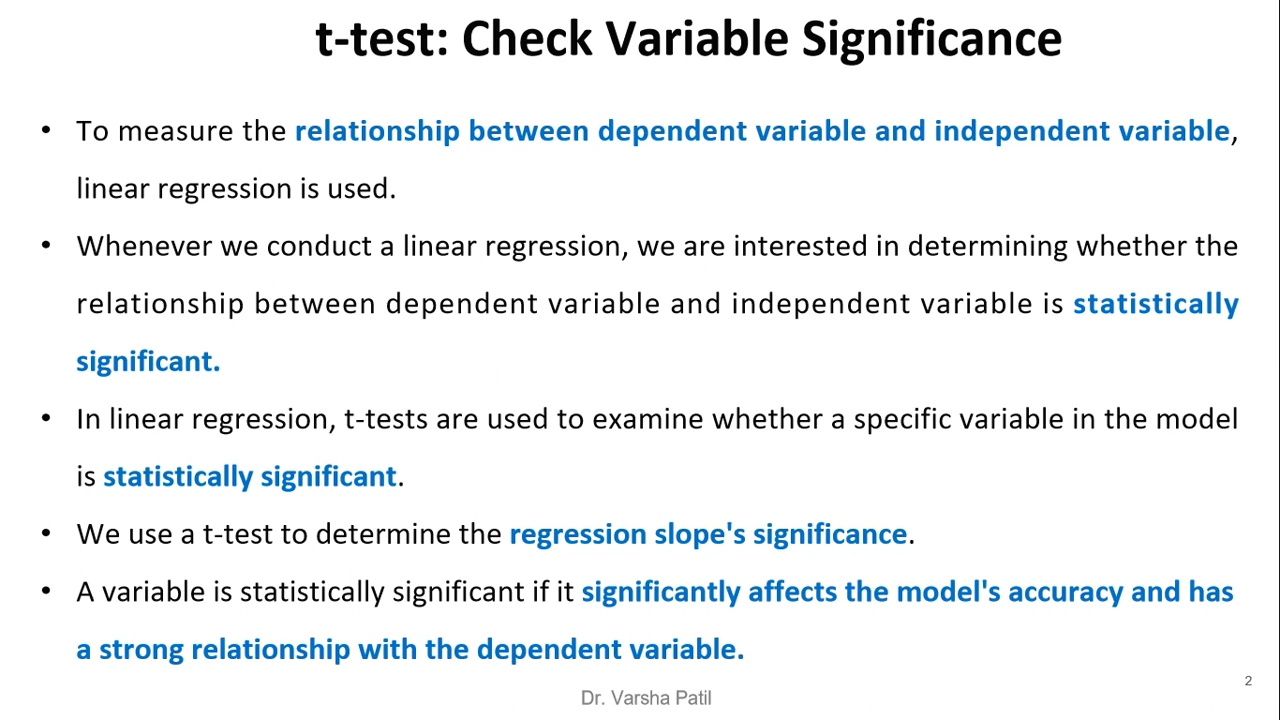 t-test: Check Variable Significance
• To measure the relationship between dependent variable and independent variable,
linear regression is used.
• Whenever we conduct a linear regression, we are interested in determining whether the
relationship between dependent variable and independent variable is statistically
significant.
• In linear regression, t-tests are used to examine whether a specific variable in the model
is statistically significant.
• We use a t-test to determine the regression slope's significance.
• A variable is statistically significant if it significantly affects the model's accuracy and has
a strong relationship with the dependent variable.
2
Dr. Varsha Patil